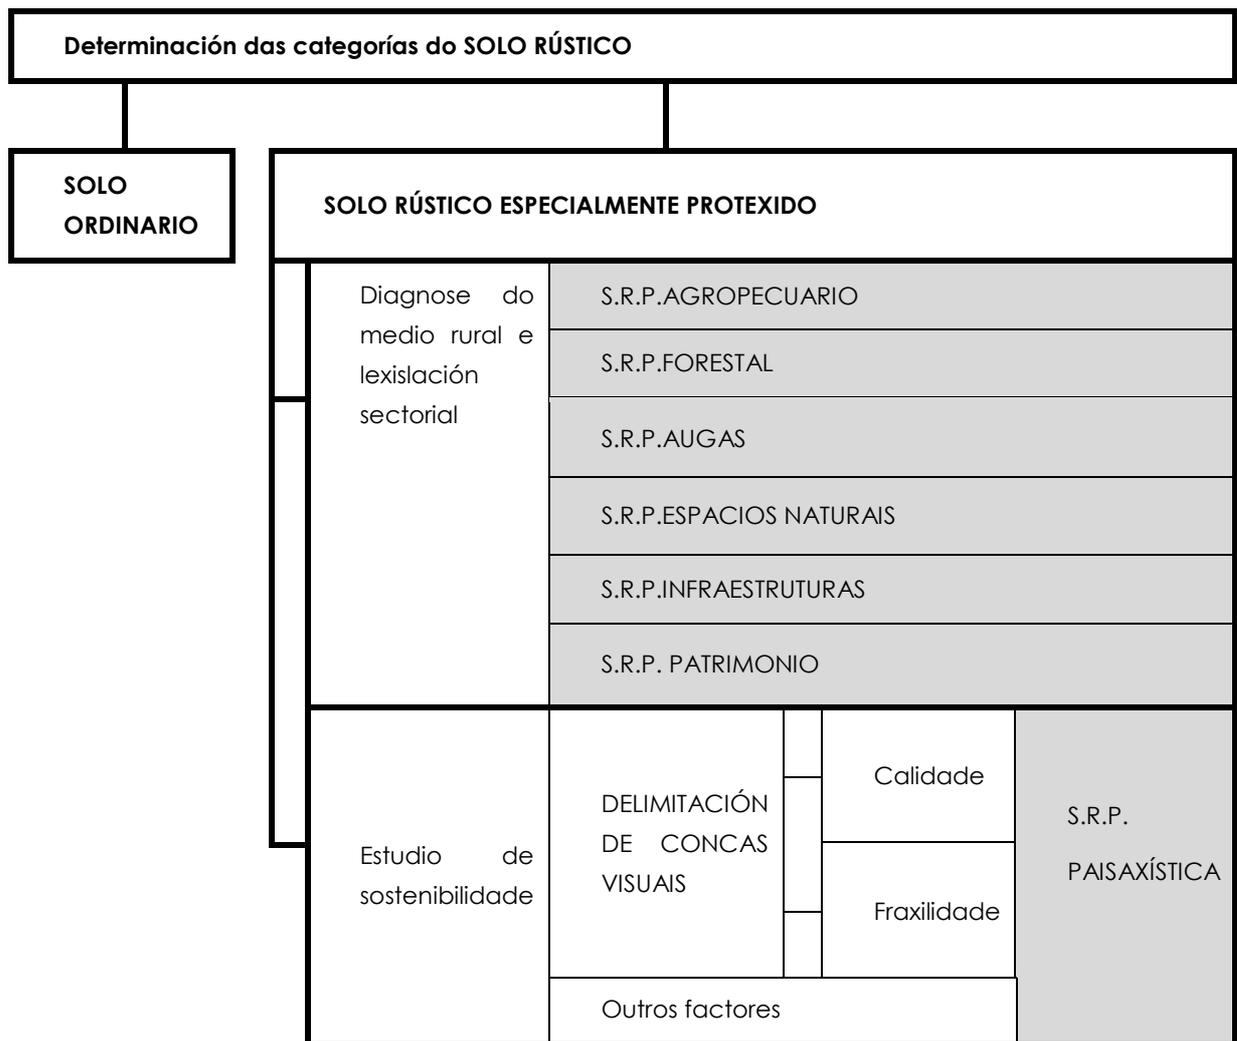 Determinación das categorías do SOLO RÚSTICO
SOLO
ORDINARIO
SOLO RÚSTICO ESPECIALMENTE PROTEXIDO
Diagnose do
medio rural e
lexislación
sectorial
S.R.P.AGROPECUARIO
S.R.P.FORESTAL
S.R.P.AUGAS
S.R.P.ESPACIOS NATURAIS
S.R.P.INFRAESTRUTURAS
S.R.P. PATRIMONIO
Estudio de
sostenibilidade
DELIMITACIÓN
DE CONCAS
VISUAIS
Calidade
Fraxilidade
S.R.P.
PAISAXÍSTICA
Outros factores